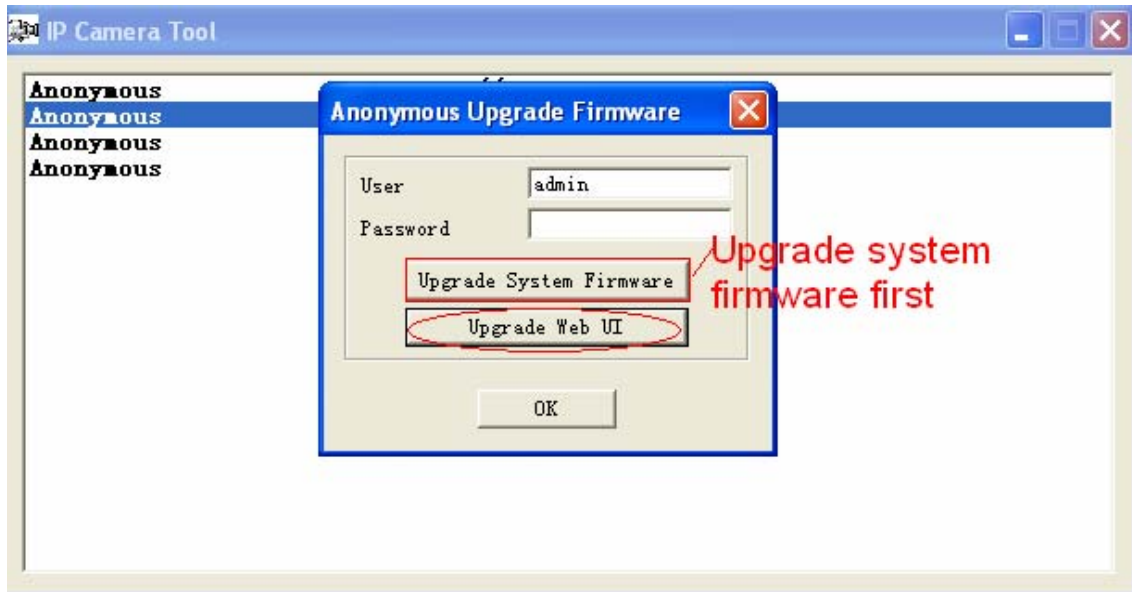 IP Camera Tool
Anonymous
Anonymous
Anonymous
Anonymous
Anonymous Upgrade Firmware
User
admin
Password
Upgrade System Firmware
Upgrade Web UI
OK
Upgrade system
firmware first